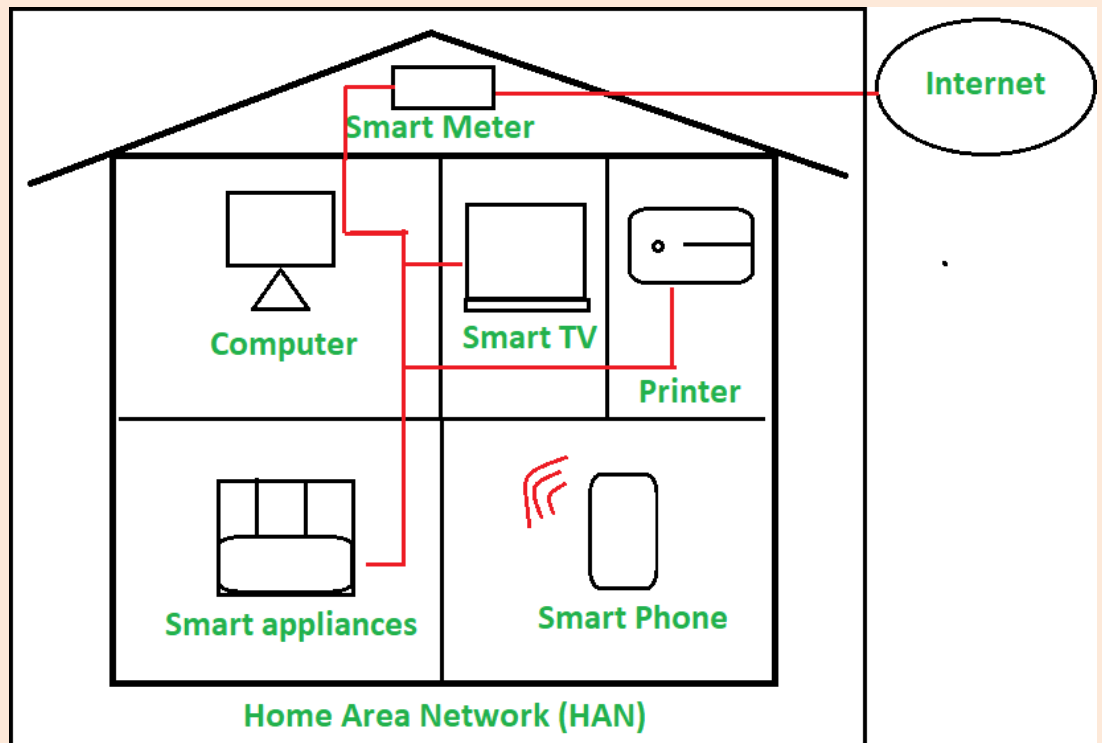 Internet
Smart Meter
Computer
Smart TV
Printer
Smart appliances
Smart Phone
Home Area Network (HAN)